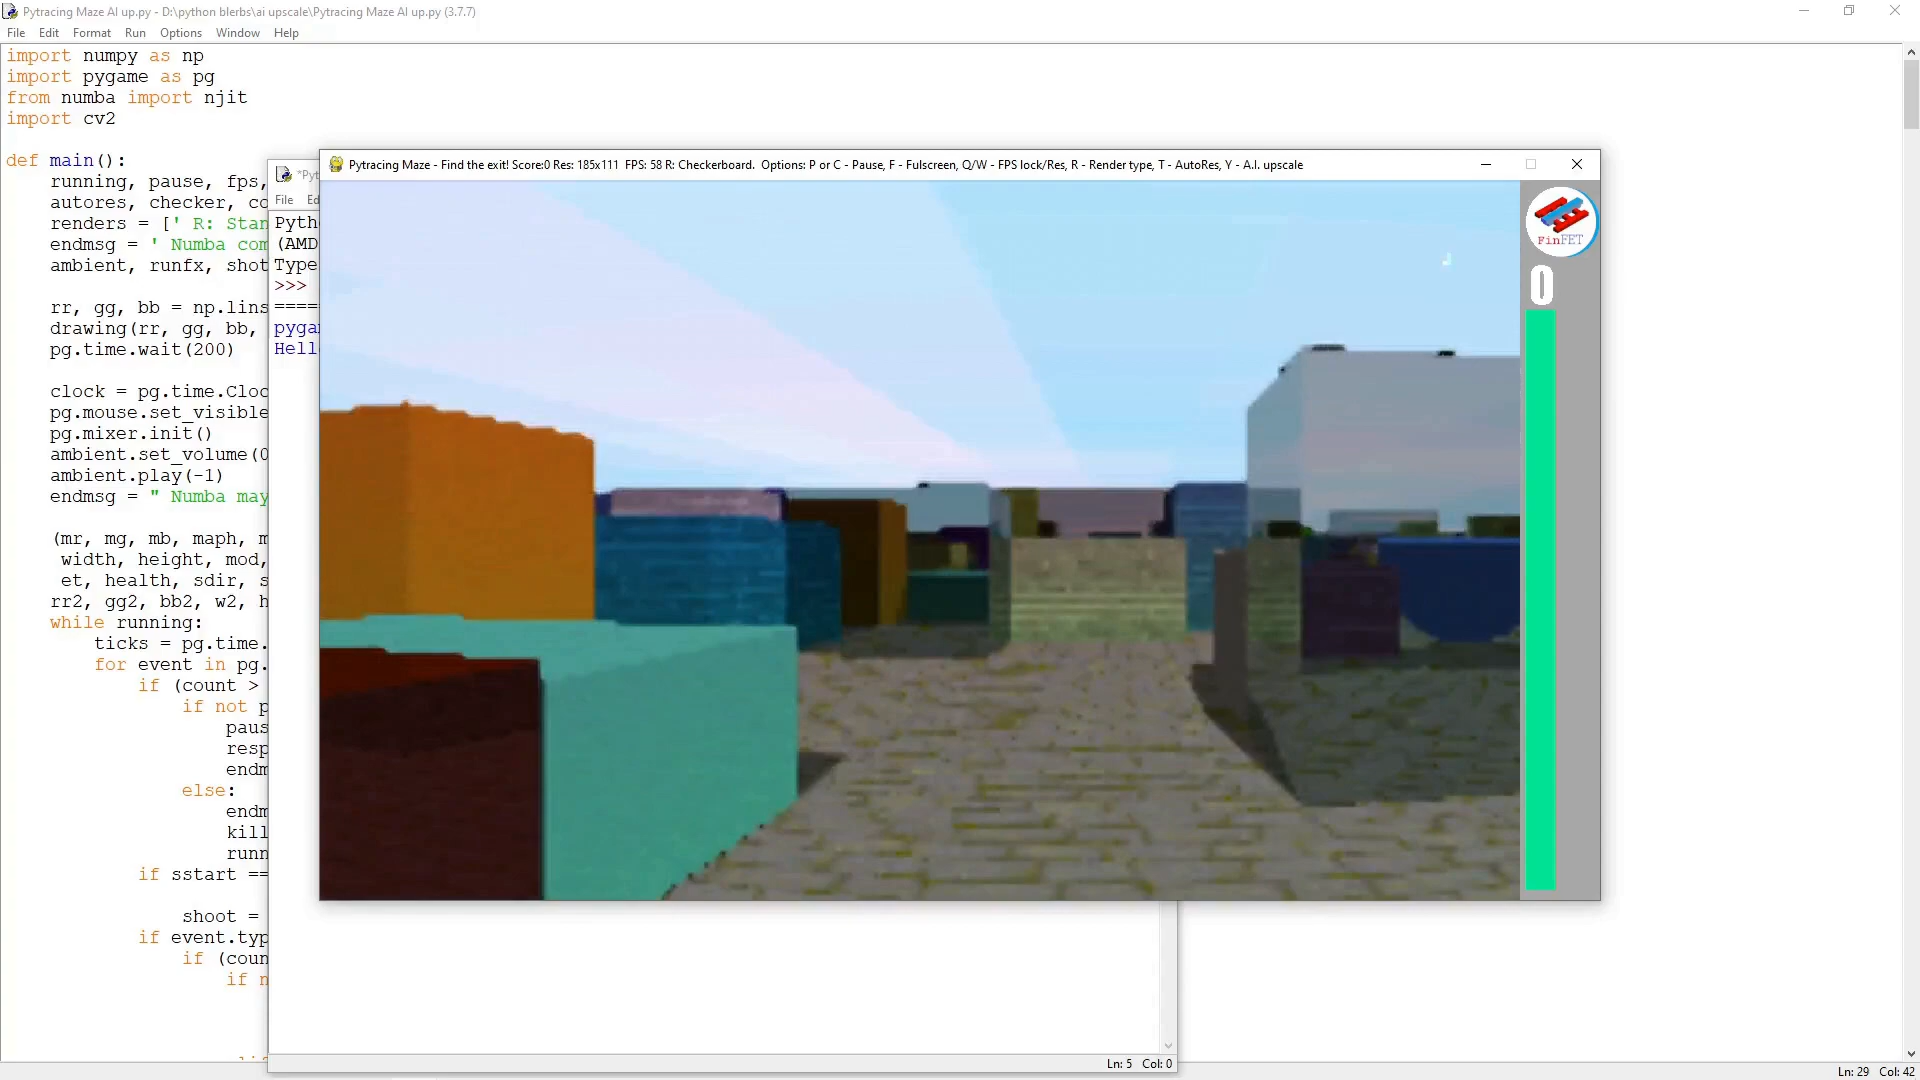 Pytracing Maze AI up.py - D:\python blerbs\ai upscale\Pytracing Maze AI up.py (3.7.7)
File Edit Format Run Options Window Help
import numpy as np
import pygame as pg
from numba import njit
import cv2
def main():
running, pause, fps,
autores, checker, co
renders = [' R: Stan
endmsg = ' Numba com
ambient, runfx, shot
rr, gg, bb = np.lins
drawing(rr, gg, bb,
pg.time.wait(200)
clock = pg.time.Cloc
pg.mouse.set_visible
pg.mixer.init()
ambient.set_volume(0
ambient.play(-1)
endmsg = " Numba may
(mr, mg, mb, maph, m
width, height, mod,
et, health, sdir, s
rr2, gg2, bb2, w2, h
while running:
ticks = pg.time.
for event in pg.
if (count >
if not p
paus
resp
endm
else:
endm
kill
runn
if sstart ==
shoot =
if event.typ
if (coun
if n
Ln: 29 Col: 42
*Pyt
File Ed
Pyth
(AMD
Type
>>>
====
pygam
Hell
Ln: 5 Col: 0
Pytracing Maze - Find the exit! Score:0 Res: 185x111 FPS: 58 R: Checkerboard. Options: P or C - Pause, F - Fulscreen, Q/W - FPS lock/Res, R - Render type, T - AutoRes, Y - A.I. upscale
FinFET
0